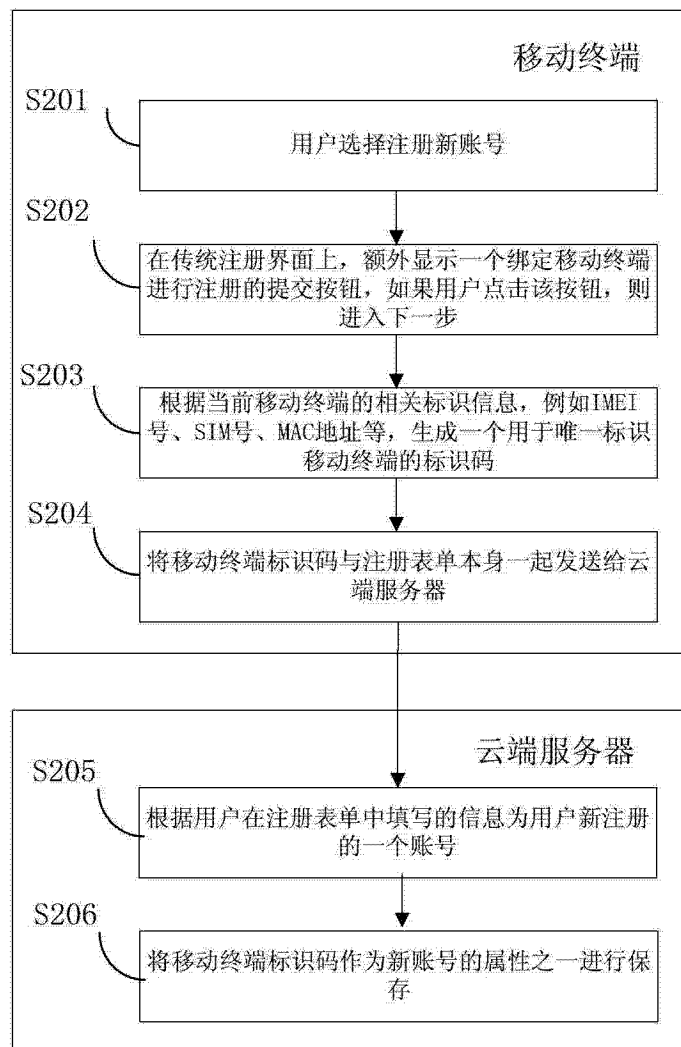 移动终端
S201
用户选择注册新账号
S202
在传统注册界面上，额外显示一个绑定移动终端
进行注册的提交按钮，如果用户点击该按钮，则
进入下一步
S203
根据当前移动终端的相关标识信息，例如IMEI
号、SIM号、MAC地址等，生成一个用于唯一标识
移动终端的标识码
S204
将移动终端标识码与注册表单本身一起发送给云
端服务器
云端服务器
S205
根据用户在注册表单中填写的信息为用户新注册
的一个账号
S206
将移动终端标识码作为新账号的属性之一进行保
存